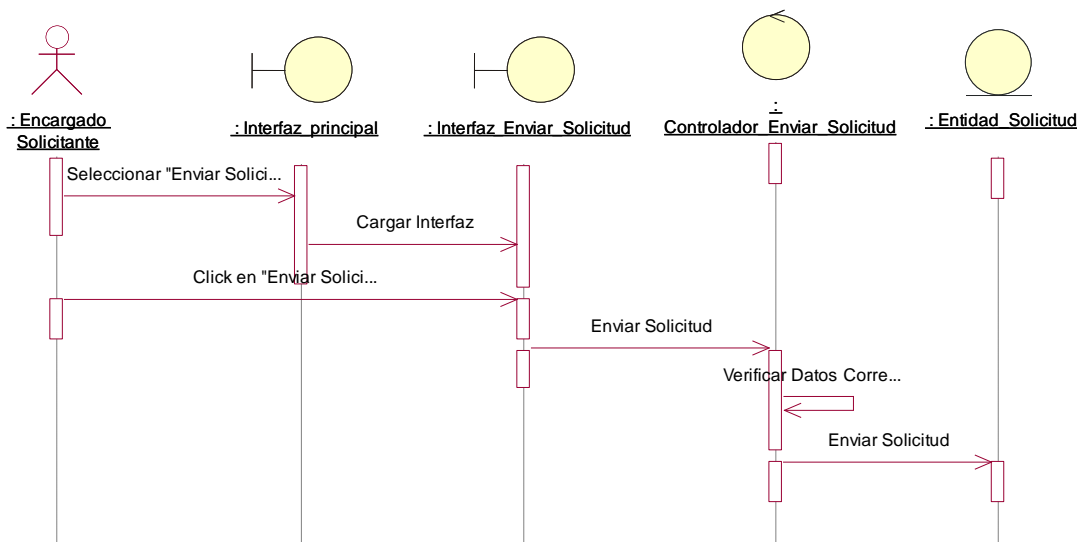 : Encargado
Solicitante
: Interfaz_principal
: Interfaz_Enviar_Solicitud
:
Controlador_Enviar_Solicitud
: Entidad_Solicitud
Seleccionar "Enviar Solici...
Cargar Interfaz
Click en "Enviar Solici...
Enviar Solicitud
Verificar Datos Corre...
Enviar Solicitud